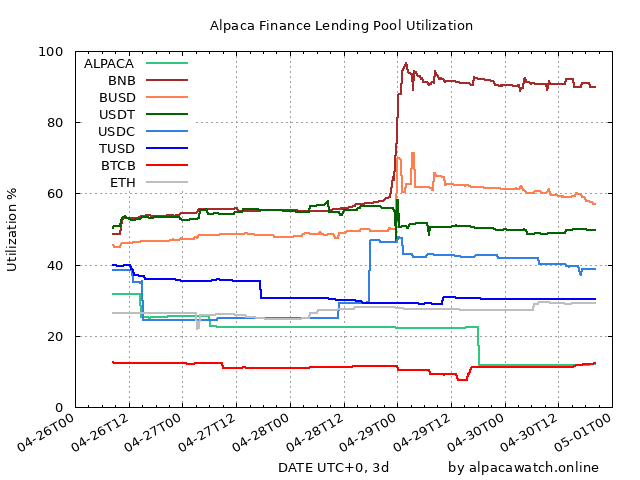 Alpaca Finance Lending Pool Utilization
100
80
60
40
20
0
Utilization %
ALPACA
BNB
BUSD
USDT
USDC
TUSD
BTCB
ETH
04-26T00
04-26T12
04-27T00
04-27T12
04-28T00
04-28T12
04-29T00
04-29T12
04-30T00
04-30T12
05-01T00
DATE UTC+0, 3d
by alpacawatch.online